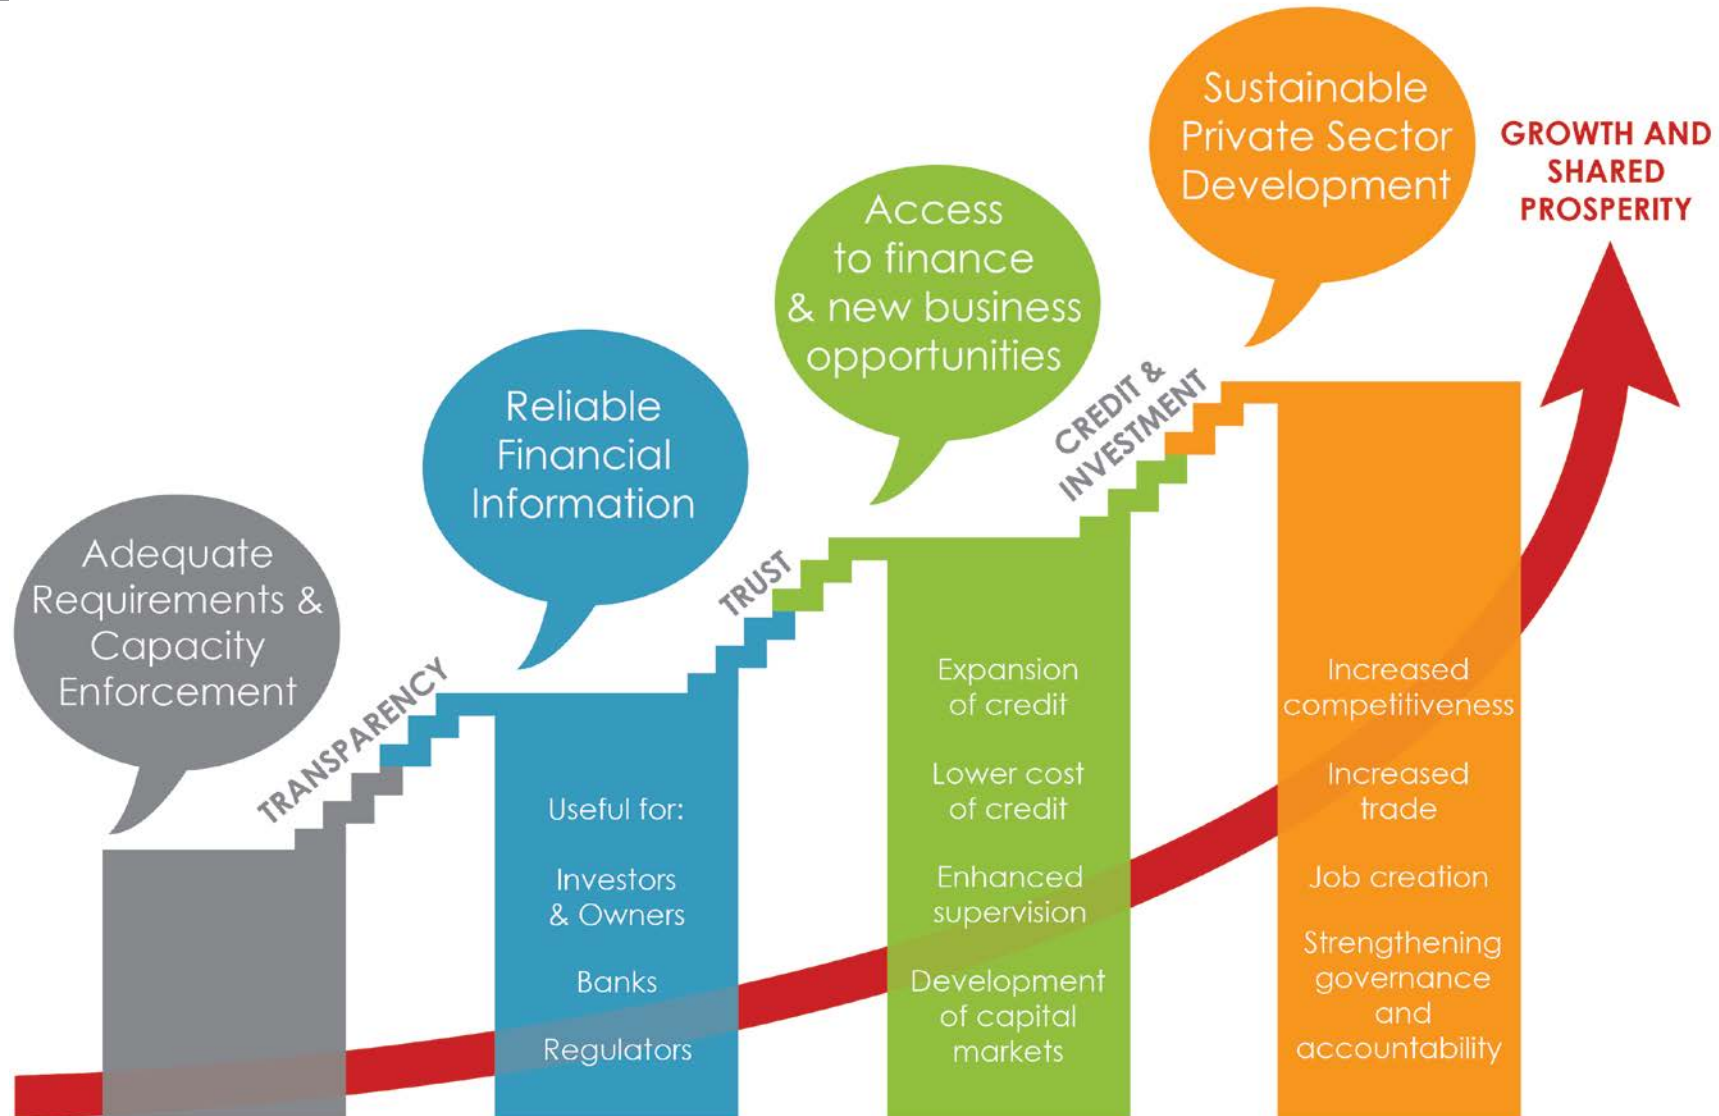 Adequate
Requirements &
Capacity
Enforcement
TRANSPARENCY
Reliable
Financial
Information
Useful for:
Investors
& Owners
Banks
Regulators
TRUST
Access
to finance
& new business
opportunities
Expansion
of credit
Lower cost
of credit
Enhanced
supervision
Development
of capital
markets
CREDIT &
INVESTMENT
Sustainable
Private Sector
Development
Increased
competitiveness
Increased
trade
Job creation
Strengthening
governance
and
accountability
GROWTH AND
SHARED
PROSPERITY